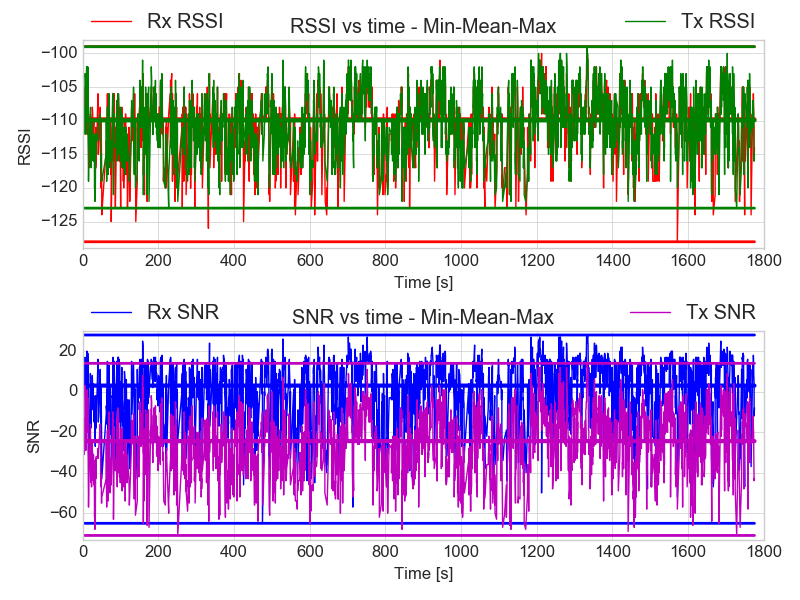 Rx RSSI
RSSI vs time - Min-Mean-Max
Tx RSSI
−100
−105
−110
−115
−120
−125
RSSI
0 200 400 600 800 1000 1200 1400 1600 1800
Time [s]
Rx SNR
SNR vs time - Min-Mean-Max
Tx SNR
20
0
−20
−40
−60
SNR
0 200 400 600 800 1000 1200 1400 1600 1800
Time [s]